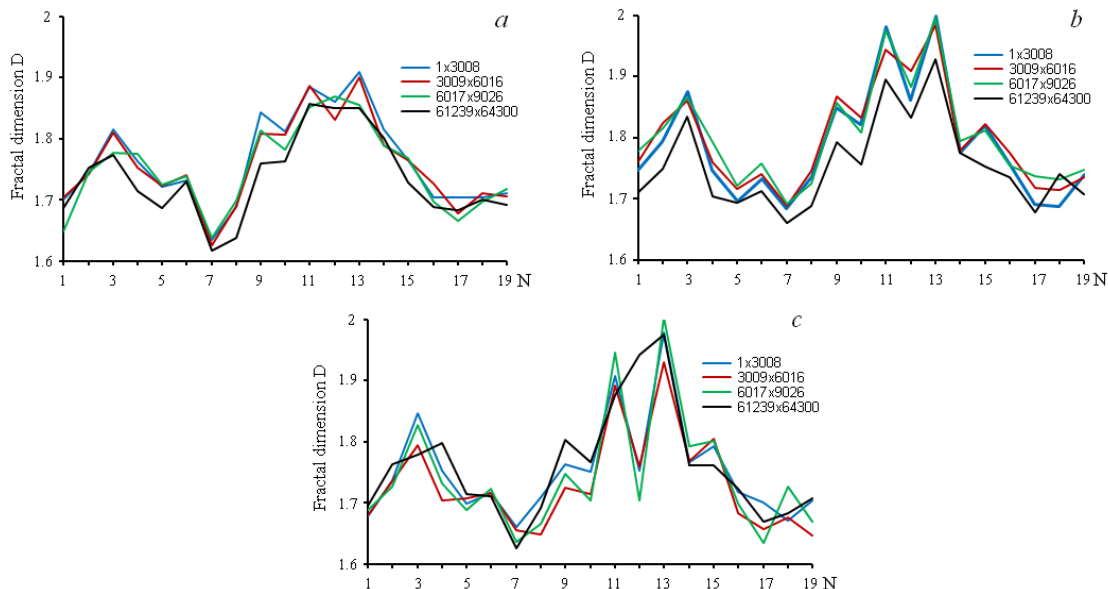 a
2
1.9
1.8
1.7
1.6
Fractal dimension D
1x3008
3009x6016
6017x9026
61239x64300
1 3 5 7 9 11 13 15 17 19 N
b
2
1.9
1.8
1.7
1.6
Fractal dimension D
1x3008
3009x6016
6017x9026
61239x64300
1 3 5 7 9 11 13 15 17 19 N
c
2
1.9
1.8
1.7
1.6
Fractal dimension D
1x3008
3009x6016
6017x9026
61239x64300
1 3 5 7 9 11 13 15 17 19 N